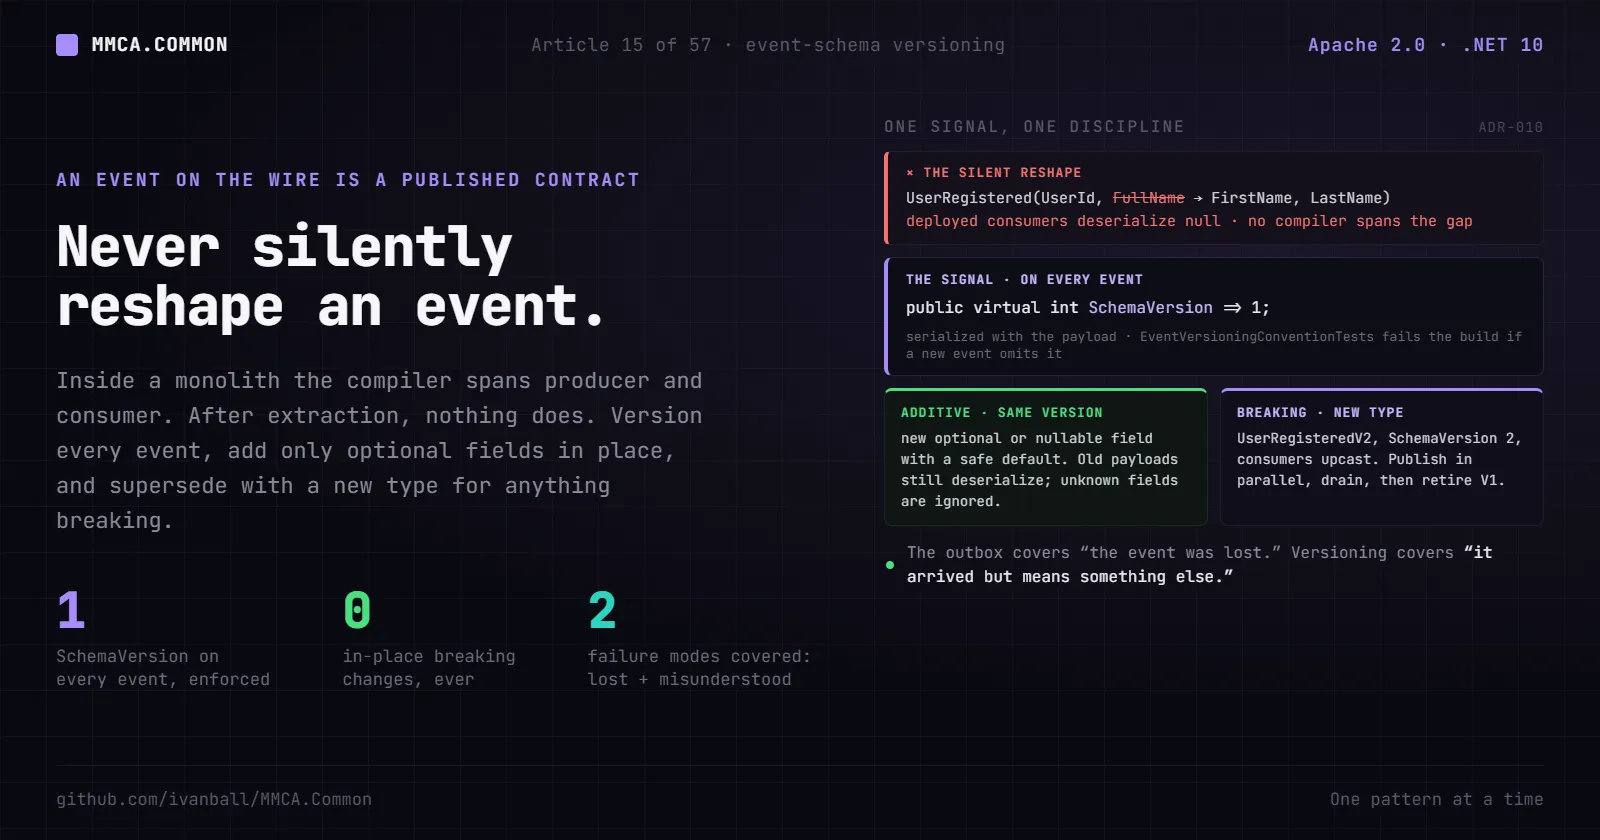 MMCA.COMMON
Article 15 of 57 · event-schema versioning
Apache 2.0 · .NET 10
AN EVENT ON THE WIRE IS A PUBLISHED CONTRACT
Never silently
reshape an event.
Inside a monolith the compiler spans producer and
consumer. After extraction, nothing does. Version
every event, add only optional fields in place,
and supersede with a new type for anything
breaking.
1
SchemaVersion on
every event, enforced
0
in-place breaking
changes, ever
2
failure modes covered:
lost + misunderstood
ONE SIGNAL, ONE DISCIPLINE
ADR-010
× THE SILENT RESHAPE
UserRegistered(UserId, FullName → FirstName, LastName)
deployed consumers deserialize null · no compiler spans the gap
THE SIGNAL · ON EVERY EVENT
public virtual int SchemaVersion => 1;
serialized with the payload · EventVersioningConventionTests fails the build if
a new event omits it
ADDITIVE · SAME VERSION
new optional or nullable field
with a safe default. Old payloads
still deserialize; unknown fields
are ignored.
BREAKING · NEW TYPE
UserRegisteredV2, SchemaVersion 2,
consumers upcast. Publish in
parallel, drain, then retire V1.
The outbox covers “the event was lost.” Versioning covers “it
arrived but means something else.”
github.com/ivanball/MMCA.Common
One pattern at a time